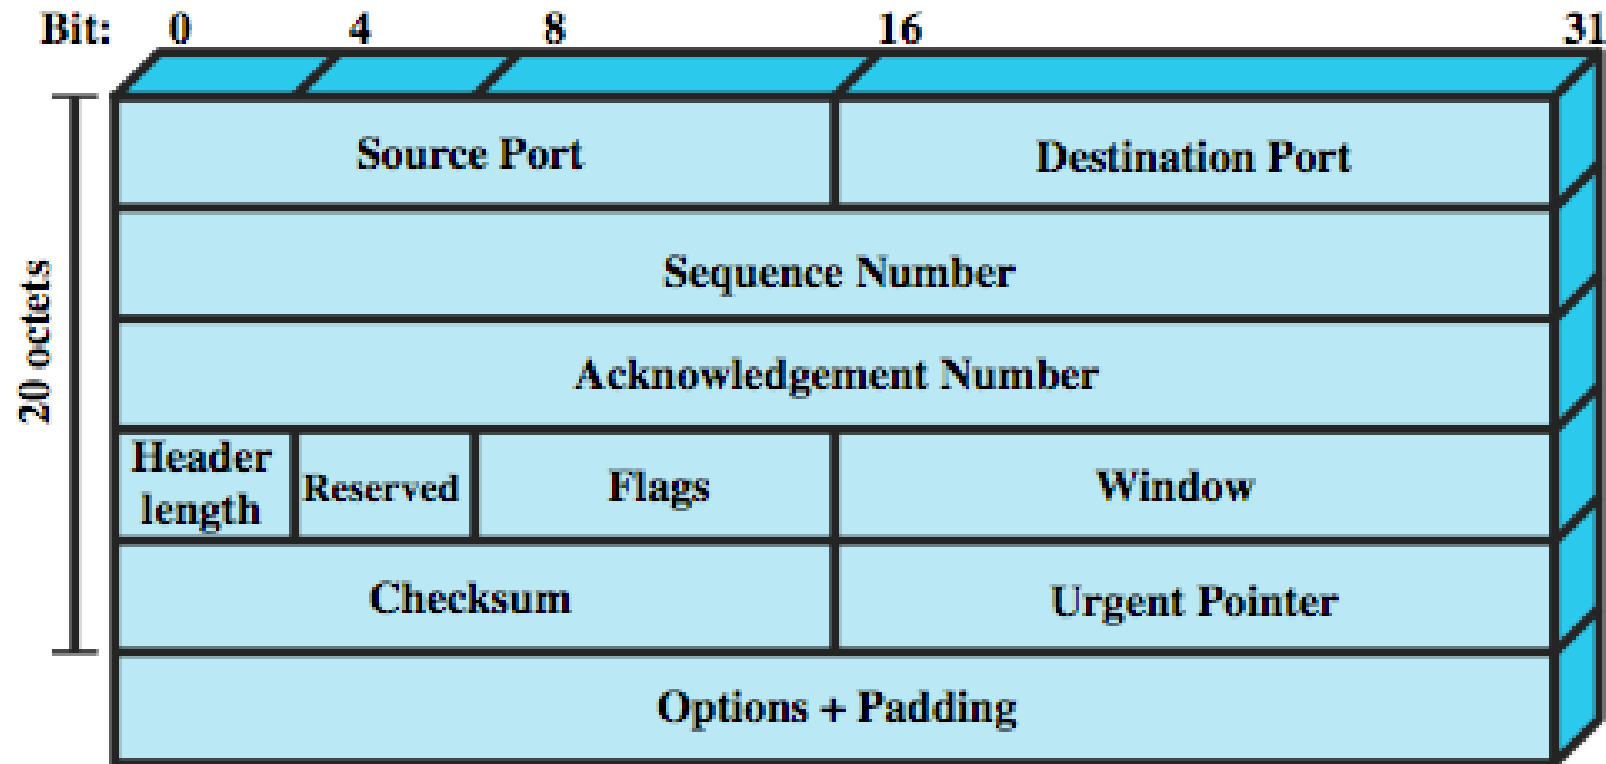 Bit: 0 4 8 16 31
20 octets
Source Port Destination Port
Sequence Number
Acknowledgement Number
Header
length Reserved Flags Window
Checksum Urgent Pointer
Options + Padding